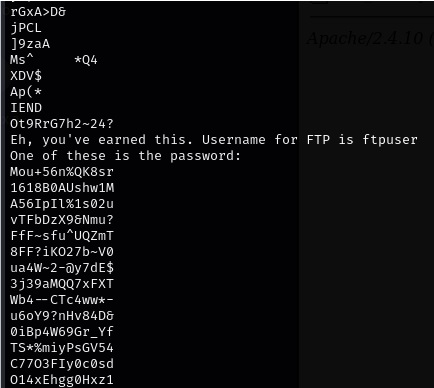 rGxA>D&
jPCL
]9zaA
Ms^     *Q4
XDV$
Ap(*
IEND
Ot9RrG7h2~24?
Eh, you've earned this. Username for FTP is ftpuser
One of these is the password:
Mou+56n%QK8sr
1618B0AUshw1M
A56IpIl%1s02u
vTFbDzX9&Nmu?
FfF~sfu^UQZmT
8FF?iKO27b~V0
ua4W~2-@y7dE$
3j39aMQQ7xFXT
Wb4--CTc4ww*-
u6oY9?nHv84D&
0iBp4W69Gr_Yf
TS*%miyPsGV54
C77O3FIy0c0sd
O14xEhgg0Hxz1
Apache/2.4.10 (